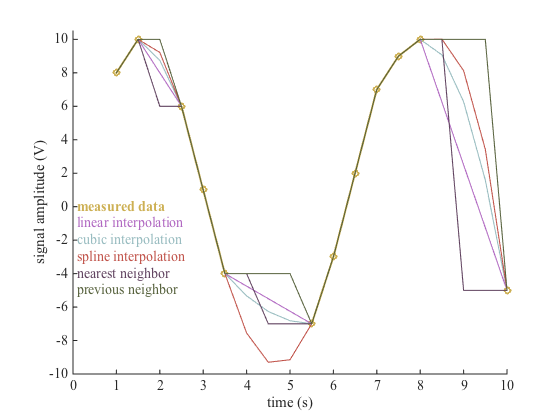 10
8
6
4
2
0
-2
-4
-6
-8
-10
signal amplitude (V)
measured data
linear interpolation
cubic interpolation
spline interpolation
nearest neighbor
previous neighbor
0 1 2 3 4 5 6 7 8 9 10
time (s)